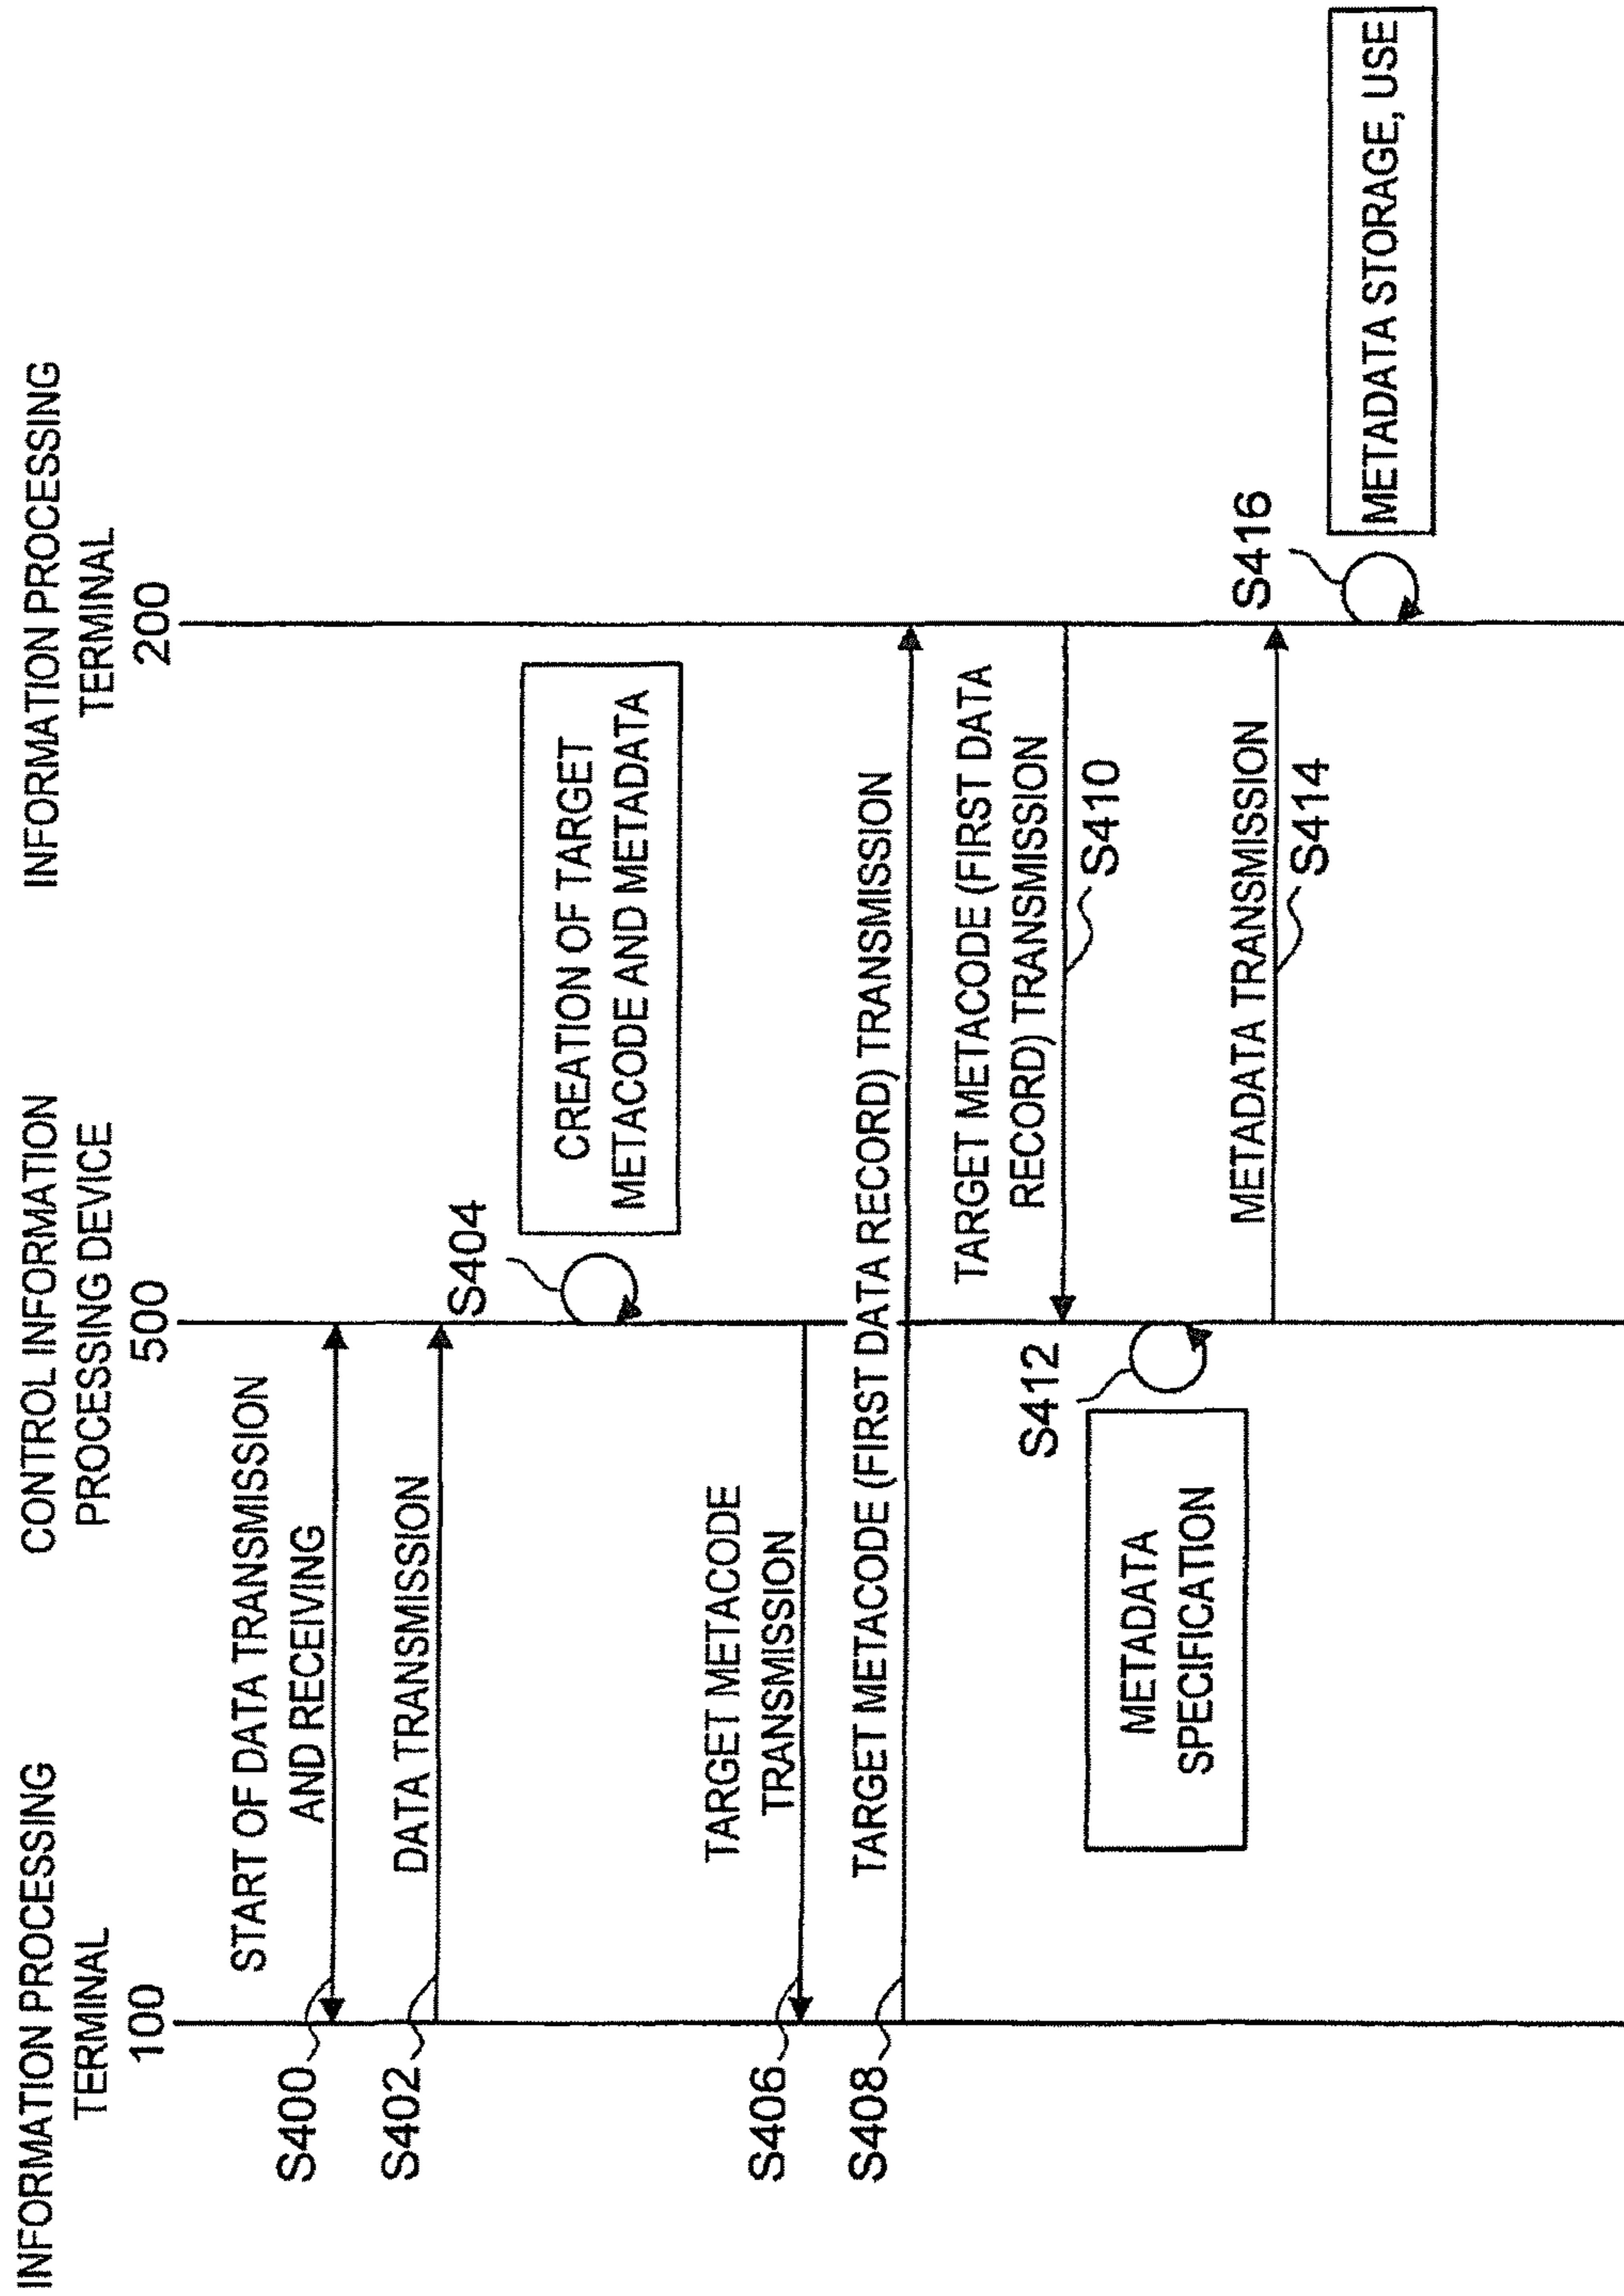 INFORMATION PROCESSING
TERMINAL
100
CONTROL INFORMATION
PROCESSING DEVICE
500
INFORMATION PROCESSING
TERMINAL
200
START OF DATA TRANSMISSION
AND RECEIVING
S400
DATA TRANSMISSION
S402
S404
CREATION OF TARGET
METACODE AND METADATA
TARGET METACODE
TRANSMISSION
S406
TARGET METACODE (FIRST DATA RECORD) TRANSMISSION
S408
TARGET METACODE (FIRST DATA
RECORD) TRANSMISSION
S410
S412
METADATA
SPECIFICATION
METADATA TRANSMISSION
S414
S416
METADATA STORAGE, USE